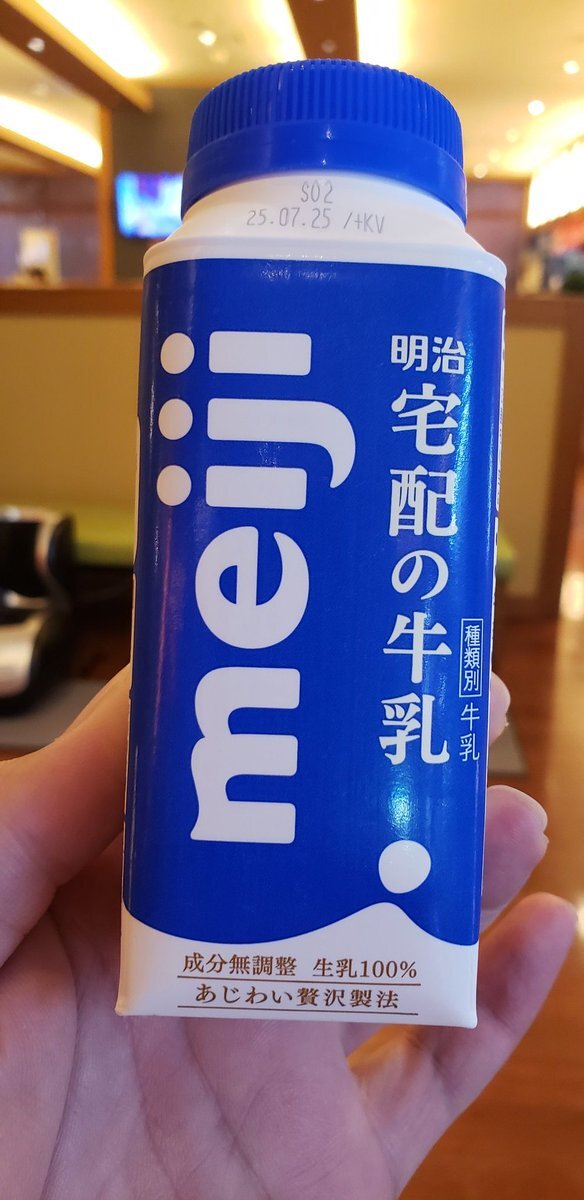 S02
25.07.25 /+KV
meiji
明治
宅配の牛乳
種類別 牛乳
成分無調整 生乳100%
あじわい贅沢製法